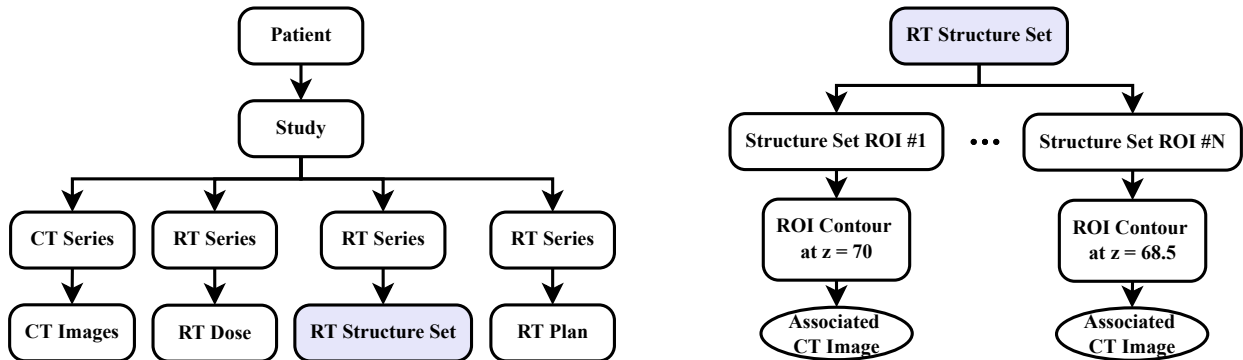 Patient
Study
CT Series
RT Series
RT Series
RT Series
CT Images
RT Dose
RT Structure Set
RT Plan
RT Structure Set
Structure Set ROI #1
•••
Structure Set ROI #N
ROI Contour
at z = 70
ROI Contour
at z = 68.5
Associated
CT Image
Associated
CT Image